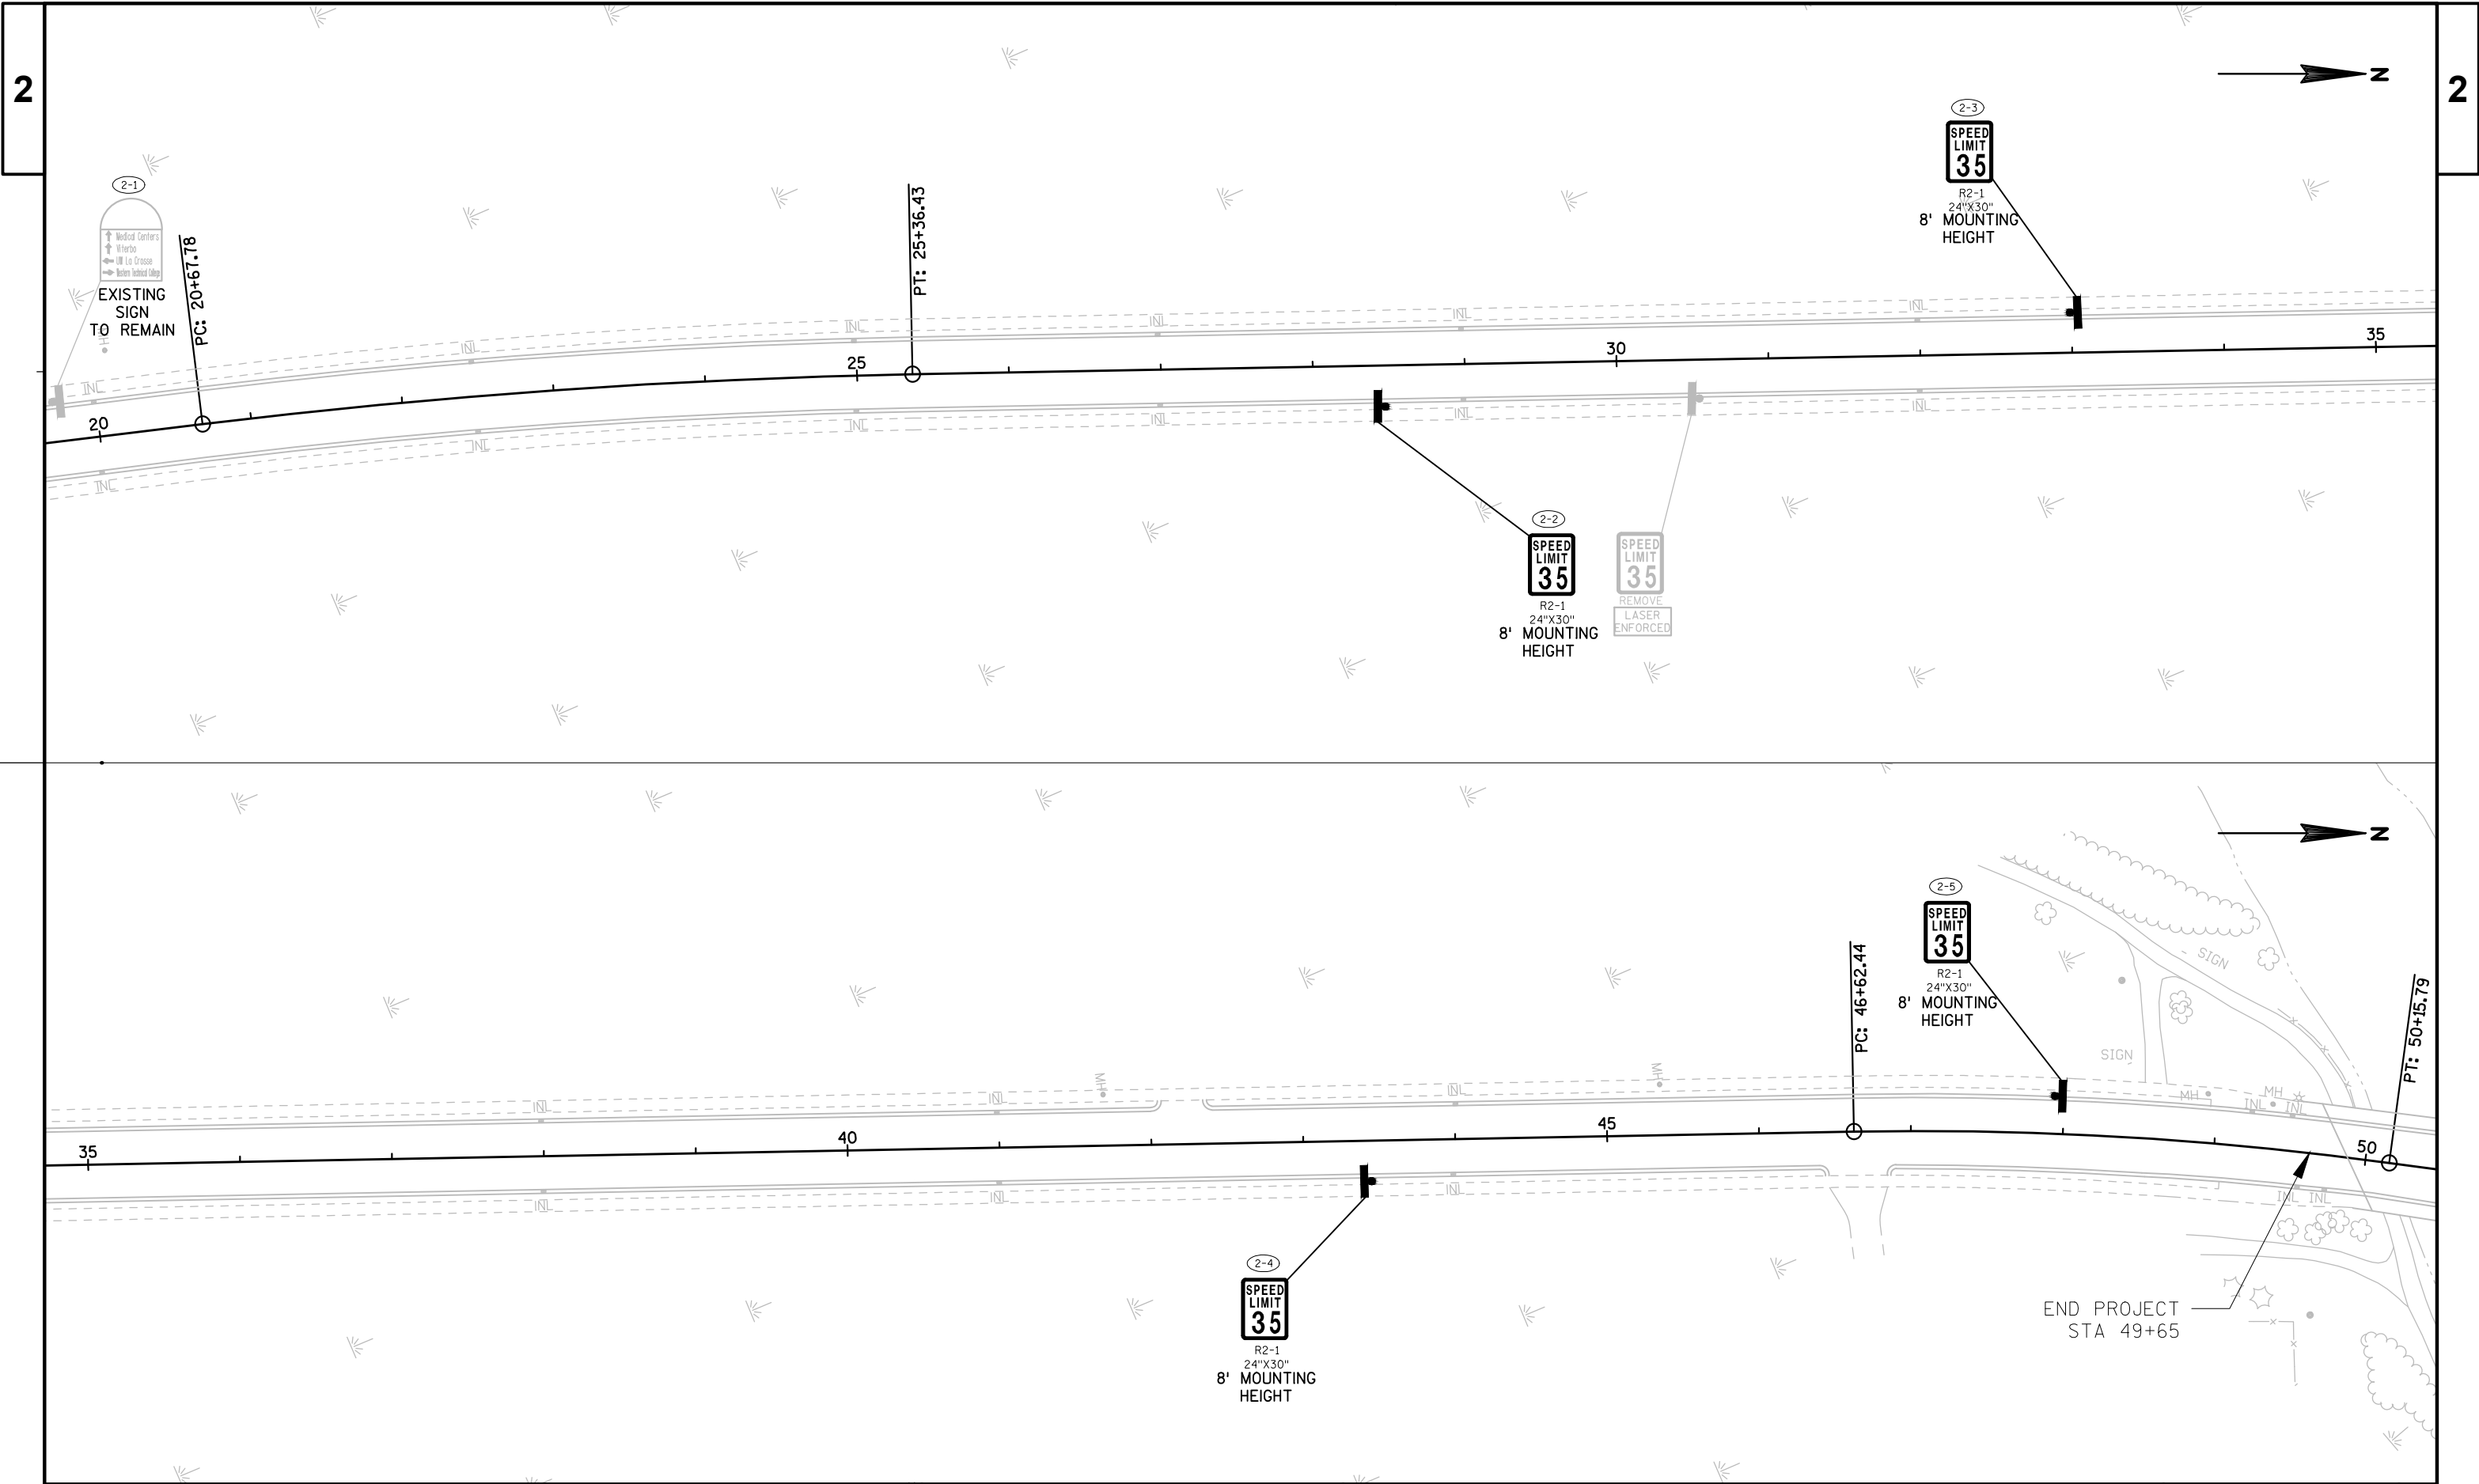 2
2
N
2-3
SPEED
LIMIT
35
R2-1
24"X30"
8' MOUNTING
HEIGHT
2-1
Medical Centers
Viterbo
UW La Crosse
Western Technical College
EXISTING
SIGN
TO REMAIN
MH
PC: 20+67.78
PT: 25+36.43
INL
INL
INL
INL
INL
INL
20
25
30
35
INL
INL
INL
INL
INL
INL
2-2
SPEED
LIMIT
35
R2-1
24"X30"
8' MOUNTING
HEIGHT
SPEED
LIMIT
35
REMOVE
LASER
ENFORCED
N
2-5
SPEED
LIMIT
35
R2-1
24"X30"
8' MOUNTING
HEIGHT
SIGN
SIGN
PC: 46+62.44
PT: 50+15.79
MH
MH
MH
MH
INL
INL
INL
INL
INL
35
40
45
50
INL
INL
INL
INL
INL
2-4
SPEED
LIMIT
35
R2-1
24"X30"
8' MOUNTING
HEIGHT
END PROJECT
STA 49+65